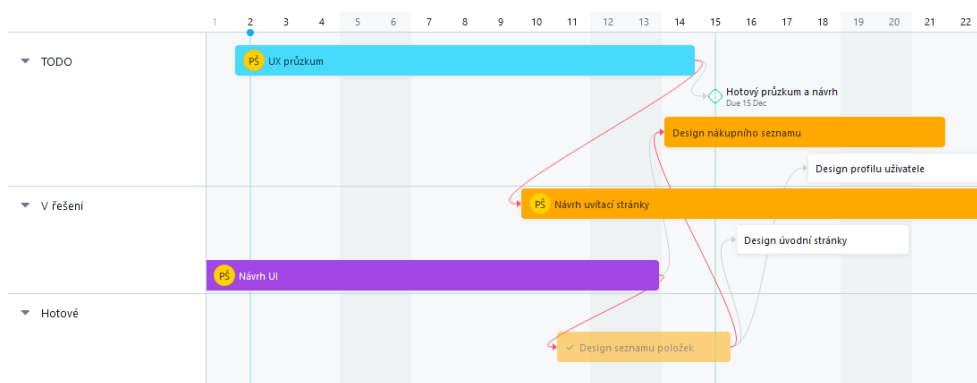 1 2 3 4 5 6 7 8 9 10 11 12 13 14 15 16 17 18 19 20 21 22
TODO
PŠ UX průzkum
Hotový průzkum a návrh
Due 15 Dec
Design nákupního seznamu
Design profilu uživatele
V řešení
PŠ Návrh uvítací stránky
Design úvodní stránky
PŠ Návrh UI
Hotové
✓ Design seznamu položek